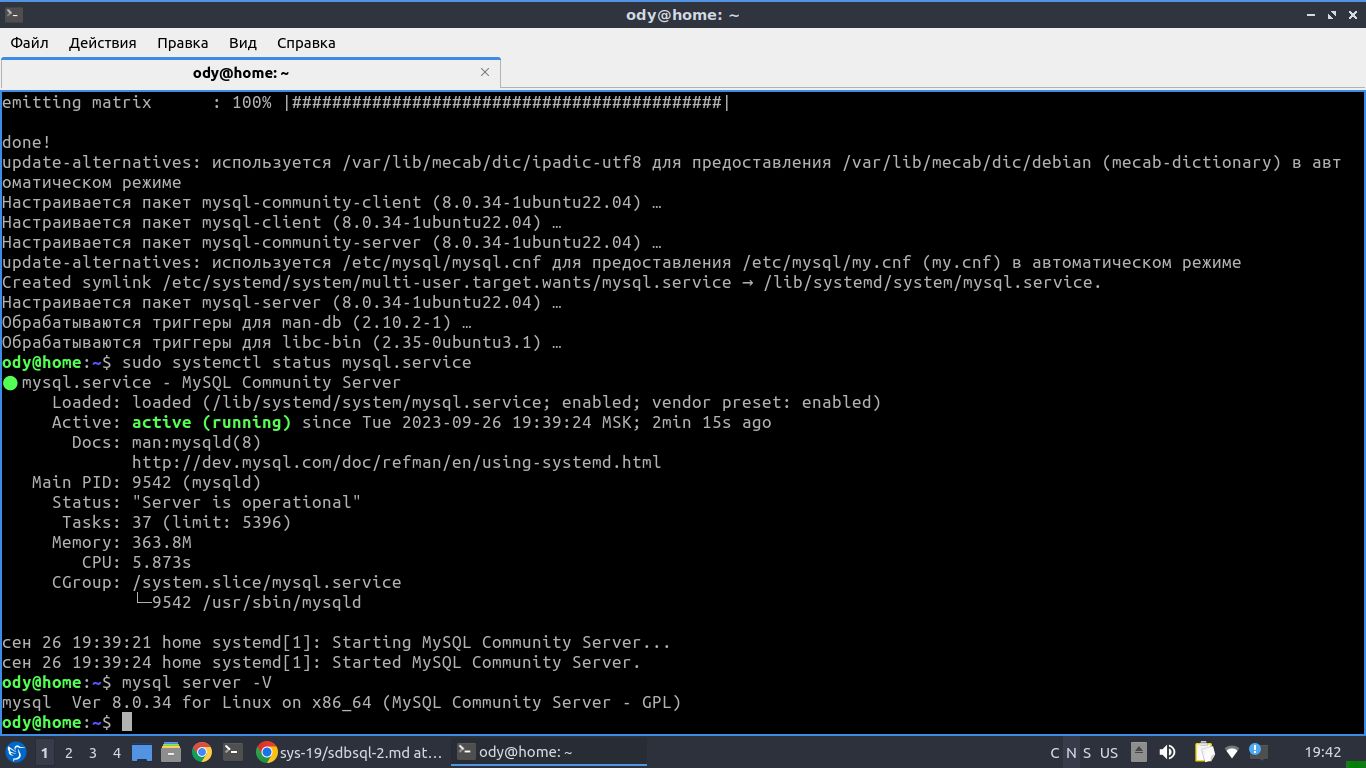 ody@home: ~
Файл Действия Правка Вид Справка
ody@home: ~
emitting matrix      : 100% |###########################################|
done!
update-alternatives: используется /var/lib/mecab/dic/ipadic-utf8 для предоставления /var/lib/mecab/dic/debian (mecab-dictionary) в авт
оматическом режиме
Настраивается пакет mysql-community-client (8.0.34-1ubuntu22.04) …
Настраивается пакет mysql-client (8.0.34-1ubuntu22.04) …
Настраивается пакет mysql-community-server (8.0.34-1ubuntu22.04) …
update-alternatives: используется /etc/mysql/mysql.cnf для предоставления /etc/mysql/my.cnf (my.cnf) в автоматическом режиме
Created symlink /etc/systemd/system/multi-user.target.wants/mysql.service → /lib/systemd/system/mysql.service.
Настраивается пакет mysql-server (8.0.34-1ubuntu22.04) …
Обрабатываются триггеры для man-db (2.10.2-1) …
Обрабатываются триггеры для libc-bin (2.35-0ubuntu3.1) …
ody@home:~$ sudo systemctl status mysql.service
● mysql.service - MySQL Community Server
     Loaded: loaded (/lib/systemd/system/mysql.service; enabled; vendor preset: enabled)
     Active: active (running) since Tue 2023-09-26 19:39:24 MSK; 2min 15s ago
       Docs: man:mysqld(8)
             http://dev.mysql.com/doc/refman/en/using-systemd.html
   Main PID: 9542 (mysqld)
     Status: "Server is operational"
      Tasks: 37 (limit: 5396)
     Memory: 363.8M
        CPU: 5.873s
     CGroup: /system.slice/mysql.service
             └─9542 /usr/sbin/mysqld
сен 26 19:39:21 home systemd[1]: Starting MySQL Community Server...
сен 26 19:39:24 home systemd[1]: Started MySQL Community Server.
ody@home:~$ mysql server -V
mysql  Ver 8.0.34 for Linux on x86_64 (MySQL Community Server - GPL)
ody@home:~$
1 2 3 4 sys-19/sdbsql-2.md at... ody@home: ~ C N S US 19:42